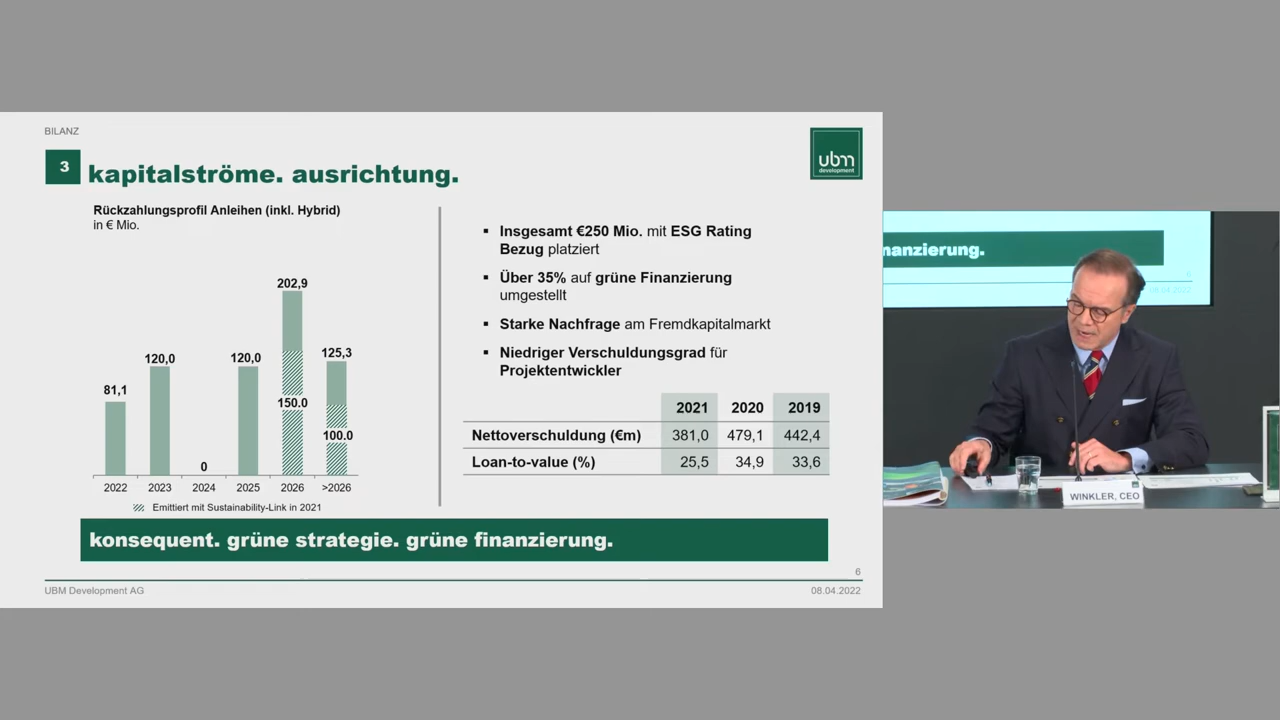 BILANZ
3
kapitalströme. ausrichtung.
ubm
development
Rückzahlungsprofil Anleihen (inkl. Hybrid)
in € Mio.
202,9
120,0
120,0
125,3
81,1
150.0
100.0
0
2022 2023 2024 2025 2026 >2026
Emittiert mit Sustainability-Link in 2021
▪ Insgesamt €250 Mio. mit ESG Rating
Bezug platziert
▪ Über 35% auf grüne Finanzierung
umgestellt
▪ Starke Nachfrage am Fremdkapitalmarkt
▪ Niedriger Verschuldungsgrad für
Projektentwickler
2021 2020 2019
Nettoverschuldung (€m) 381,0 479,1 442,4
Loan-to-value (%) 25,5 34,9 33,6
konsequent. grüne strategie. grüne finanzierung.
6
UBM Development AG
08.04.2022
nanzierung.
6
08.04.2022
WINKLER, CEO